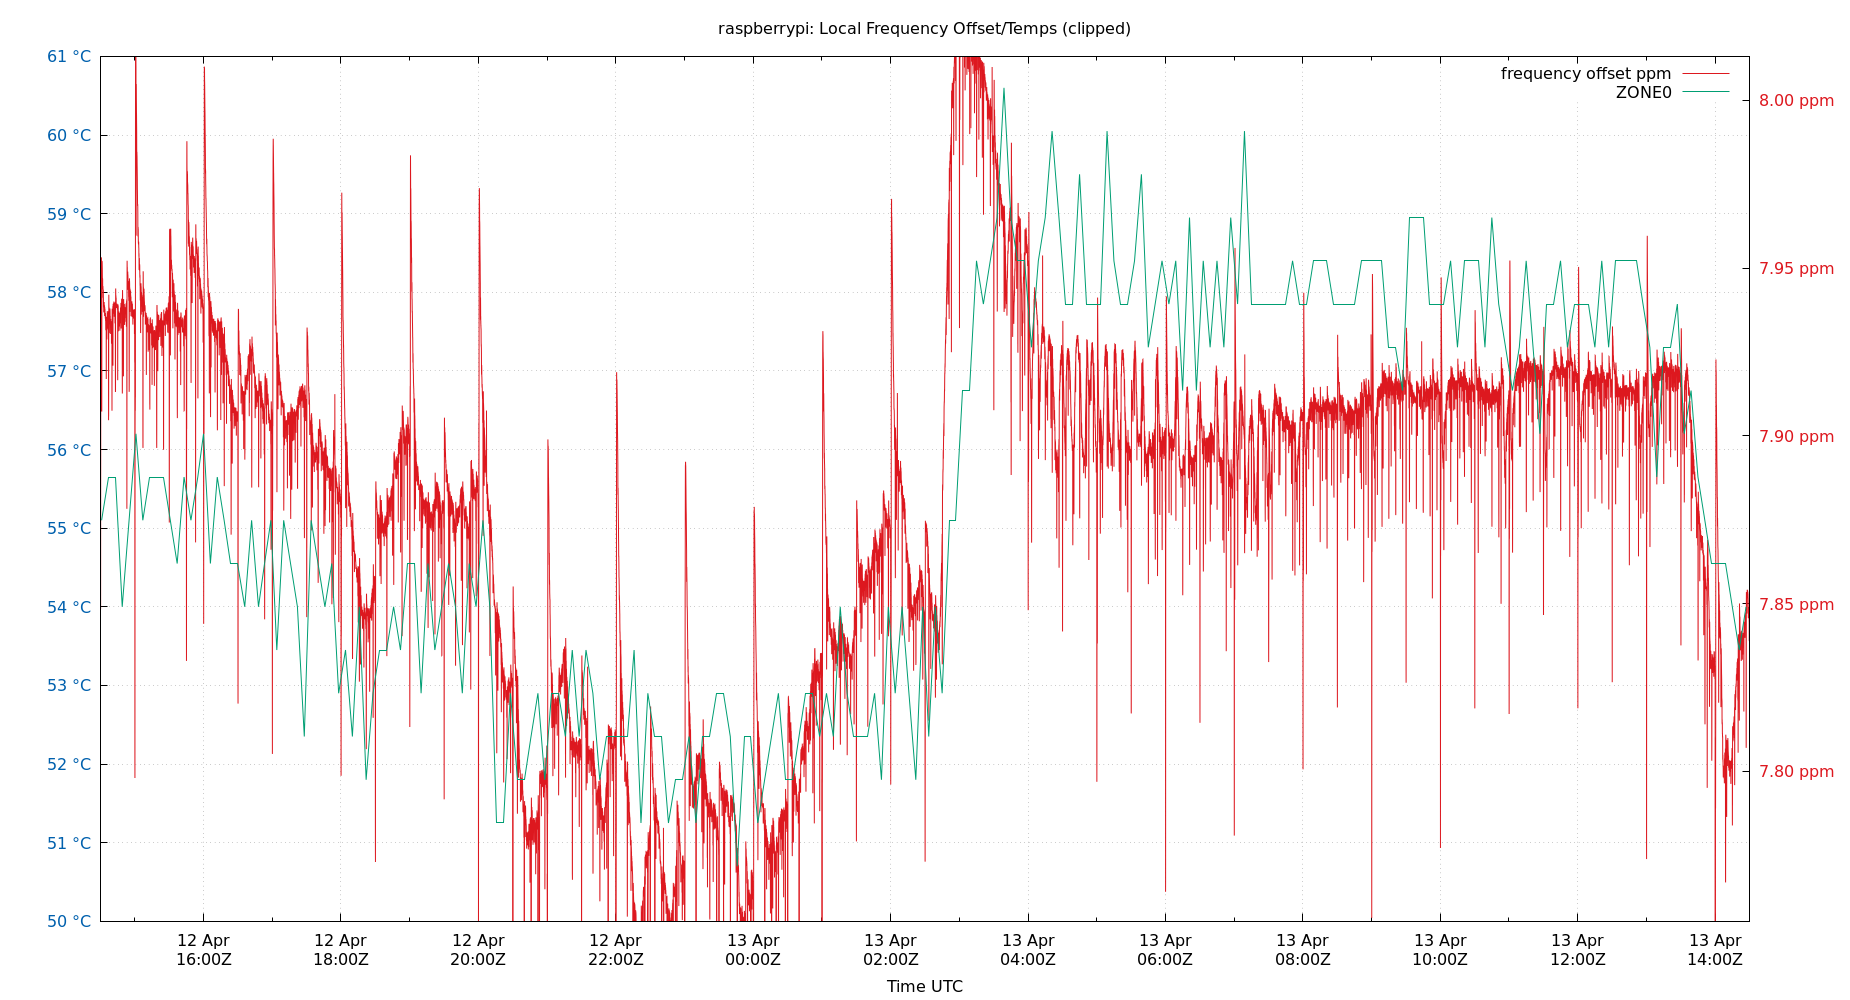 raspberrypi: Local Frequency Offset/Temps (clipped)
frequency offset ppm
ZONE0
61 °C
60 °C
59 °C
58 °C
57 °C
56 °C
55 °C
54 °C
53 °C
52 °C
51 °C
50 °C
8.00 ppm
7.95 ppm
7.90 ppm
7.85 ppm
7.80 ppm
12 Apr 12 Apr 12 Apr 12 Apr 13 Apr 13 Apr 13 Apr 13 Apr 13 Apr 13 Apr 13 Apr 13 Apr
16:00Z 18:00Z 20:00Z 22:00Z 00:00Z 02:00Z 04:00Z 06:00Z 08:00Z 10:00Z 12:00Z 14:00Z
Time UTC